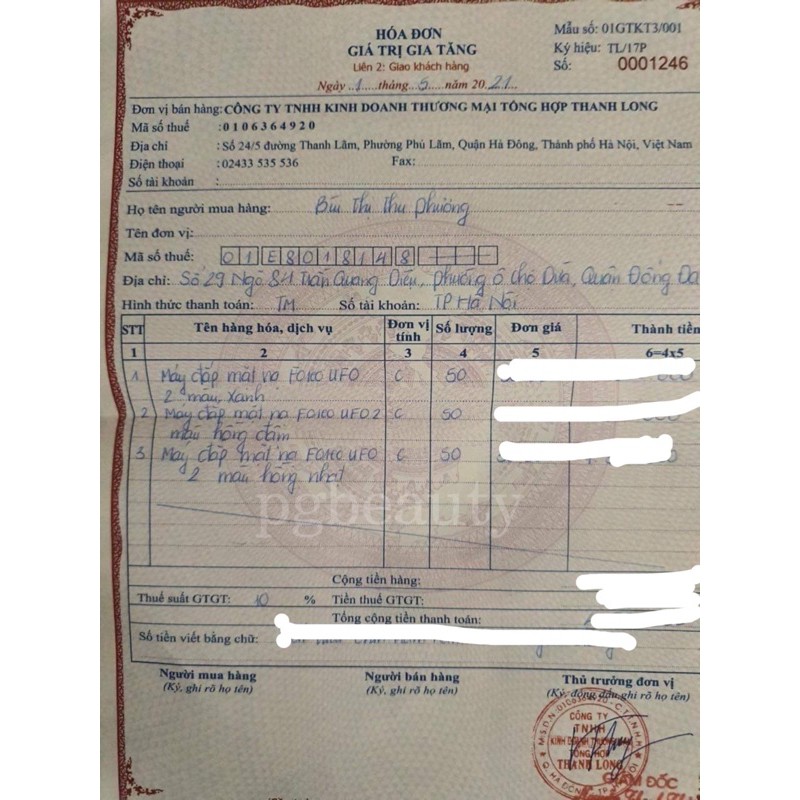 HÓA ĐƠN
GIÁ TRỊ GIA TĂNG
Liên 2: Giao khách hàng
Ngày 1 tháng 5 năm 2021
Mẫu số: 01GTKT3/001
Ký hiệu: TL/17P
Số: 0001246
Đơn vị bán hàng: CÔNG TY TNHH KINH DOANH THƯƠNG MẠI TỔNG HỢP THANH LONG
Mã số thuế : 0106364920
Địa chỉ : Số 24/5 đường Thanh Lãm, Phường Phú Lãm, Quận Hà Đông, Thành phố Hà Nội, Việt Nam
Điện thoại : 02433 535 536 Fax:
Số tài khoản :
Họ tên người mua hàng: Bùi Thị Thu Phương
Tên đơn vị:
Mã số thuế: 01E8018148
Địa chỉ: Số 29 Ngõ Trần Quang Diệu, Phường Ô Chợ Dừa, Quận Đống Đa
Hình thức thanh toán: TM Số tài khoản: TP Hà Nội
STT Tên hàng hóa, dịch vụ Đơn vị tính Số lượng Đơn giá Thành tiền
1 2 3 4 5 6=4x5
1 Máy đắp mặt nạ FOREO UFO C 50
2 màu xanh
2 Máy đắp mặt nạ FOREO UFO 2 C 50
màu hồng đậm
3 Máy đắp mặt nạ FOREO UFO C 50
2 màu hồng nhạt
pgbeauty
Cộng tiền hàng:
Thuế suất GTGT: 10 % Tiền thuế GTGT:
Tổng cộng tiền thanh toán:
Số tiền viết bằng chữ:
Người mua hàng Người bán hàng Thủ trưởng đơn vị
(Ký, ghi rõ họ tên) (Ký, ghi rõ họ tên) (Ký, đóng dấu, ghi rõ họ tên)
CÔNG TY
TNHH
KINH DOANH THƯƠNG MẠI
TỔNG HỢP
THANH LONG
GIÁM ĐỐC